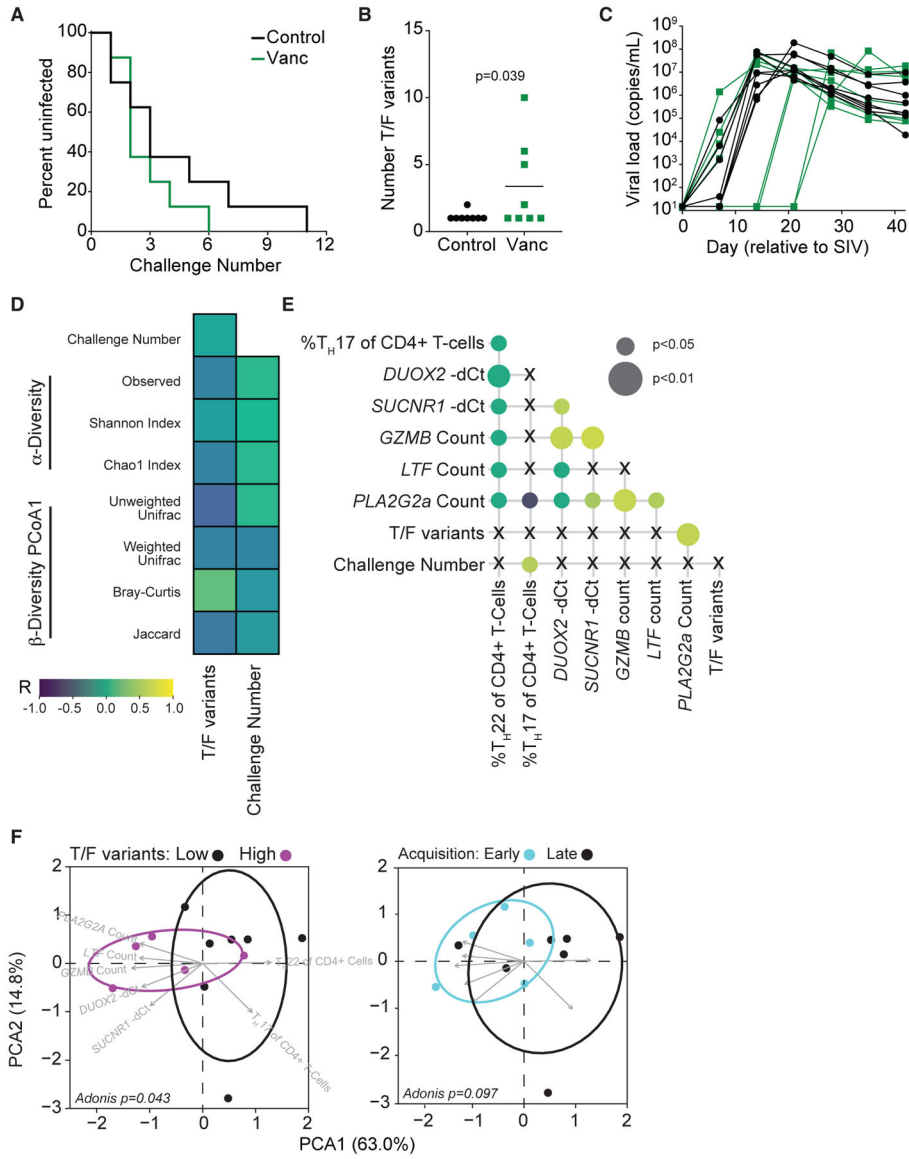 A
Percent uninfected
100
80
60
40
20
0
0
3
6
9
12
Challenge Number
Control
Vanc
B
Number T/F variants
15
10
5
0
p=0.039
Control
Vanc
C
Viral load (copies/mL)
10⁹
10⁸
10⁷
10⁶
10⁵
10⁴
10³
10²
10¹
0
10
20
30
40
Day (relative to SIV)
D
Challenge Number
α-Diversity
Observed
Shannon Index
Chao1 Index
β-Diversity PCoA1
Unweighted
Unifrac
Weighted
Unifrac
Bray-Curtis
Jaccard
R
-1.0
-0.5
0.0
0.5
1.0
T/F variants
Challenge Number
E
%TH17 of CD4+ T-cells
DUOX2 -dCt
X
SUCNR1 -dCt
X
GZMB Count
X
LTF Count
X X X
PLA2G2a Count
T/F variants
X X X X X X
Challenge Number
X X X X X X X
p<0.05
p<0.01
%TH22 of CD4+ T-Cells
%TH17 of CD4+ T-Cells
DUOX2 -dCt
SUCNR1 -dCt
GZMB count
LTF count
PLA2G2a Count
T/F variants
F
T/F variants: Low High
PCA2 (14.8%)
2
1
0
−1
−2
−3
PLA2G2A Count
LTF Count
GZMB Count
DUOX2 -dCt
SUCNR1 -dCt
TH22 of CD4+ Cells
TH17 of CD4+ T-Cells
Adonis p=0.043
−2
−1
0
1
2
Acquisition: Early Late
2
1
0
−1
−2
−3
Adonis p=0.097
−2
−1
0
1
2
PCA1 (63.0%)